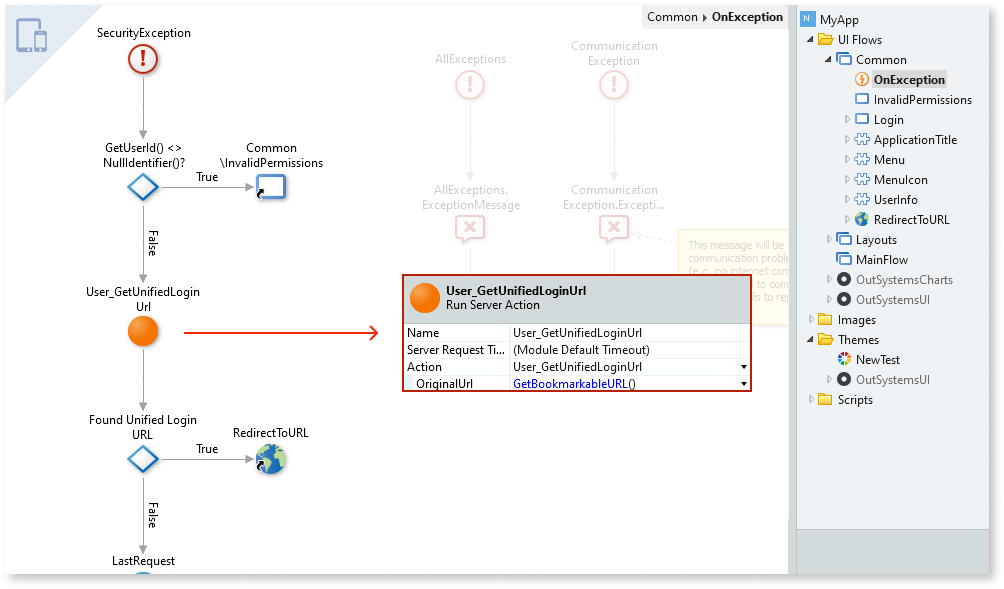 Common ▸ OnException
SecurityException
GetUserId() <>
NullIdentifier()?
True
Common
\InvalidPermissions
False
User_GetUnifiedLogin
Url
Found Unified Login
URL
True
RedirectToURL
False
LastRequest
AllExceptions
AllExceptions.
ExceptionMessage
Communication
Exception
Communication
Exception.Excepti...
This message will be
communication proble
(e.g., no internet con
to com
ls to rep
User_GetUnifiedLoginUrl
Run Server Action
Name User_GetUnifiedLoginUrl
Server Request Ti... (Module Default Timeout)
Action User_GetUnifiedLoginUrl
OriginalUrl GetBookmarkableURL()
N MyApp
UI Flows
Common
OnException
InvalidPermissions
Login
ApplicationTitle
Menu
MenuIcon
UserInfo
RedirectToURL
Layouts
MainFlow
OutSystemsCharts
OutSystemsUI
Images
Themes
NewTest
OutSystemsUI
Scripts